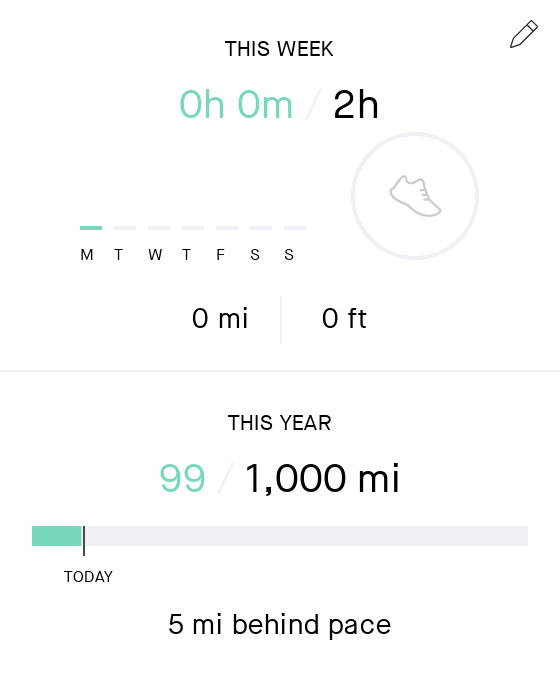 THIS WEEK
0h 0m / 2h
M T W T F S S
0 mi 0 ft
THIS YEAR
99 / 1,000 mi
TODAY
5 mi behind pace